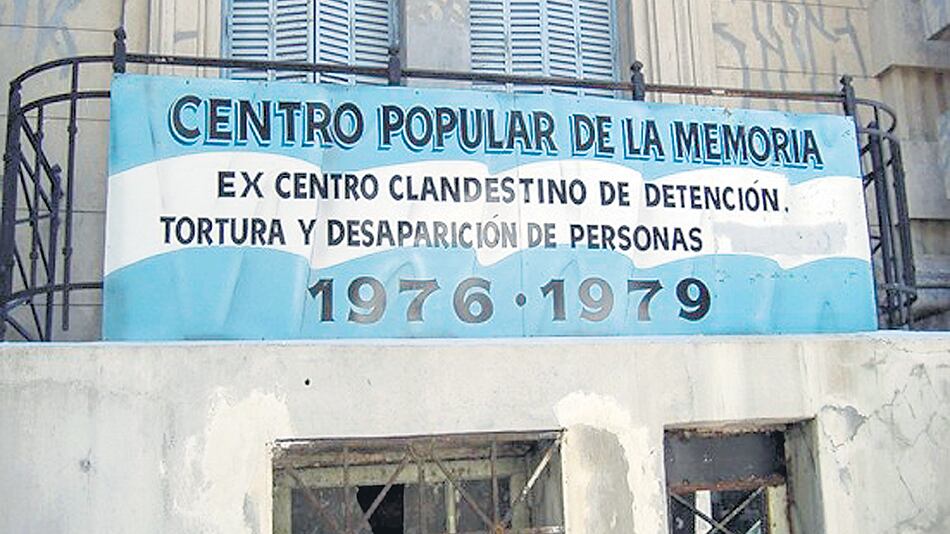 CENTRO POPULAR DE LA MEMORIA
EX CENTRO CLANDESTINO DE DETENCIÓN.
TORTURA Y DESAPARICIÓN DE PERSONAS
1976 · 1979